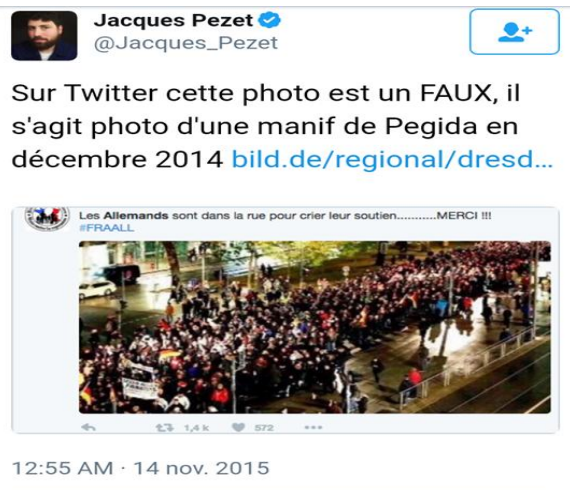 Jacques Pezet
@Jacques_Pezet
Sur Twitter cette photo est un FAUX, il
s'agit photo d'une manif de Pegida en
décembre 2014 bild.de/regional/dresd...
Les Allemands sont dans la rue pour crier leur soutien...........MERCI !!!
#FRAALL
1,4 k 572
12:55 AM · 14 nov. 2015